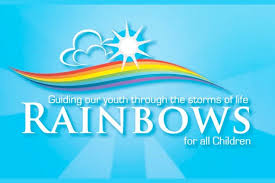 Guiding our youth through the storms of life
RAINBOWS
for all Children